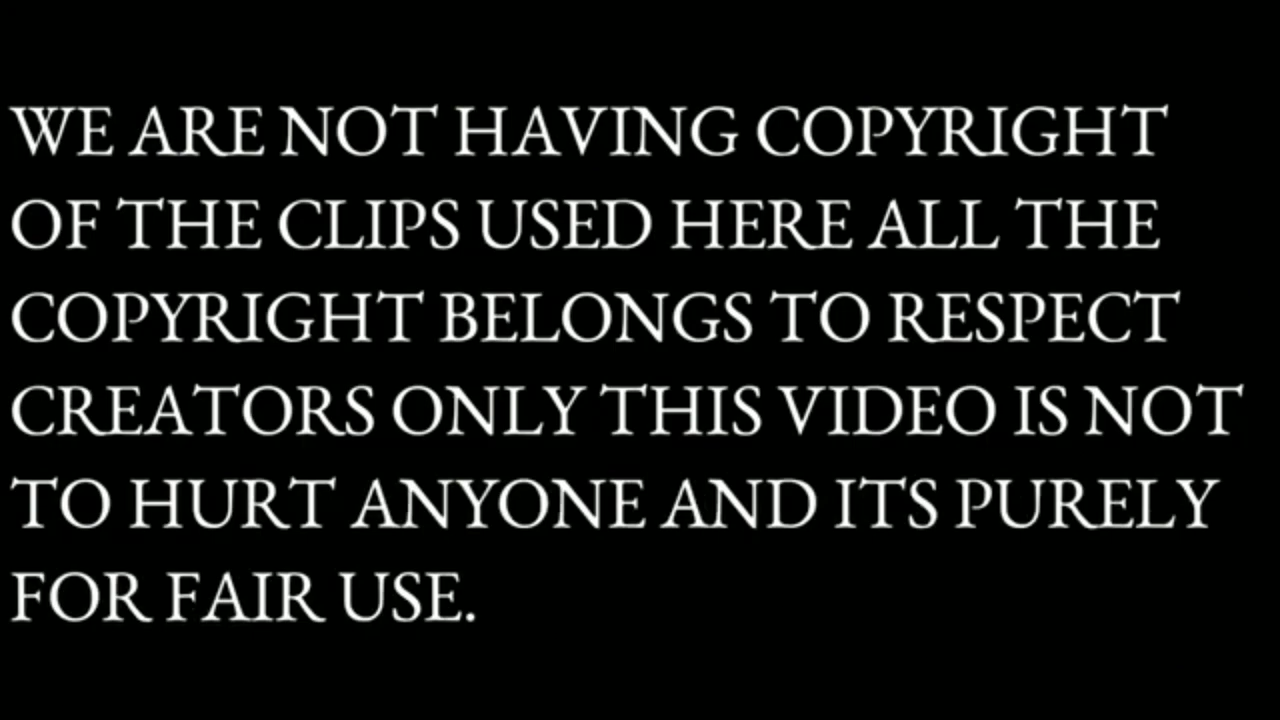 WE ARE NOT HAVING COPYRIGHT
OF THE CLIPS USED HERE ALL THE
COPYRIGHT BELONGS TO RESPECT
CREATORS ONLY THIS VIDEO IS NOT
TO HURT ANYONE AND ITS PURELY
FOR FAIR USE.